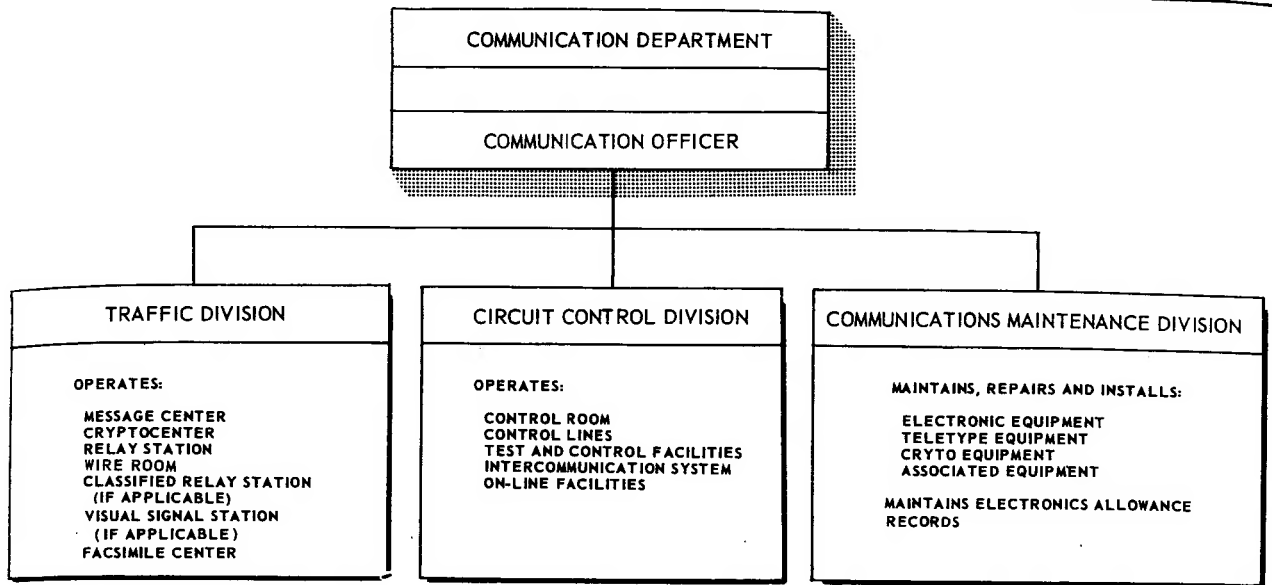 COMMUNICATION DEPARTMENT
COMMUNICATION OFFICER
TRAFFIC DIVISION
OPERATES:
MESSAGE CENTER
CRYPTOCENTER
RELAY STATION
WIRE ROOM
CLASSIFIED RELAY STATION
(IF APPLICABLE)
VISUAL SIGNAL STATION
(IF APPLICABLE)
FACSIMILE CENTER
CIRCUIT CONTROL DIVISION
OPERATES:
CONTROL ROOM
CONTROL LINES
TEST AND CONTROL FACILITIES
INTERCOMMUNICATION SYSTEM
ON-LINE FACILITIES
COMMUNICATIONS MAINTENANCE DIVISION
MAINTAINS, REPAIRS AND INSTALLS:
ELECTRONIC EQUIPMENT
TELETYPE EQUIPMENT
CRYTO EQUIPMENT
ASSOCIATED EQUIPMENT
MAINTAINS ELECTRONICS ALLOWANCE
RECORDS